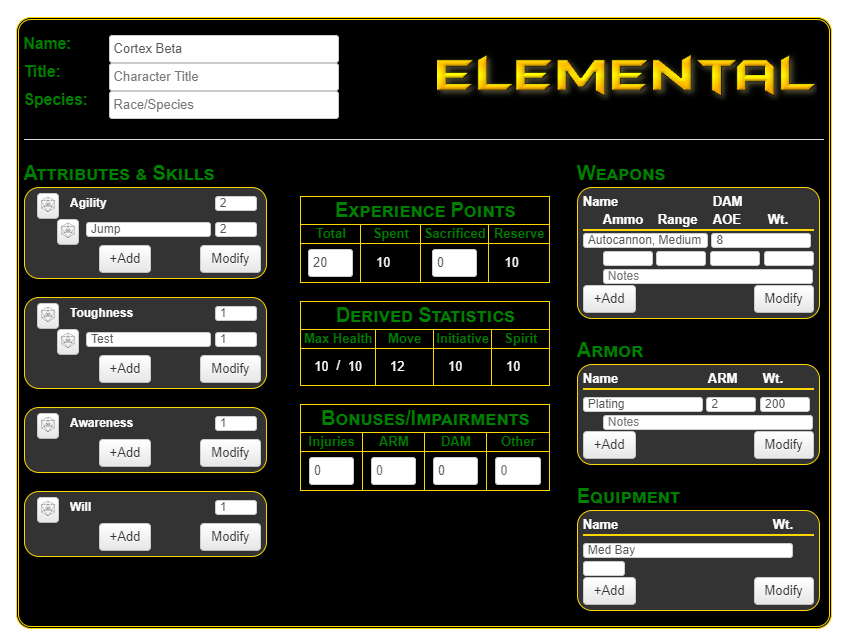 Name: Cortex Beta
Title: Character Title
Species: Race/Species
ELEMENTAL
Attributes & Skills
Agility 2
Jump 2
+Add Modify
Toughness 1
Test 1
+Add Modify
Awareness 1
+Add Modify
Will 1
+Add Modify
Experience Points
Total Spent Sacrificed Reserve
20 10 0 10
Derived Statistics
Max Health Move Initiative Spirit
10 / 10 12 10 10
Bonuses/Impairments
Injuries ARM DAM Other
0 0 0 0
Weapons
Name DAM
Ammo Range AOE Wt.
Autocannon, Medium 8
Notes
+Add Modify
Armor
Name ARM Wt.
Plating 2 200
Notes
+Add Modify
Equipment
Name Wt.
Med Bay
+Add Modify